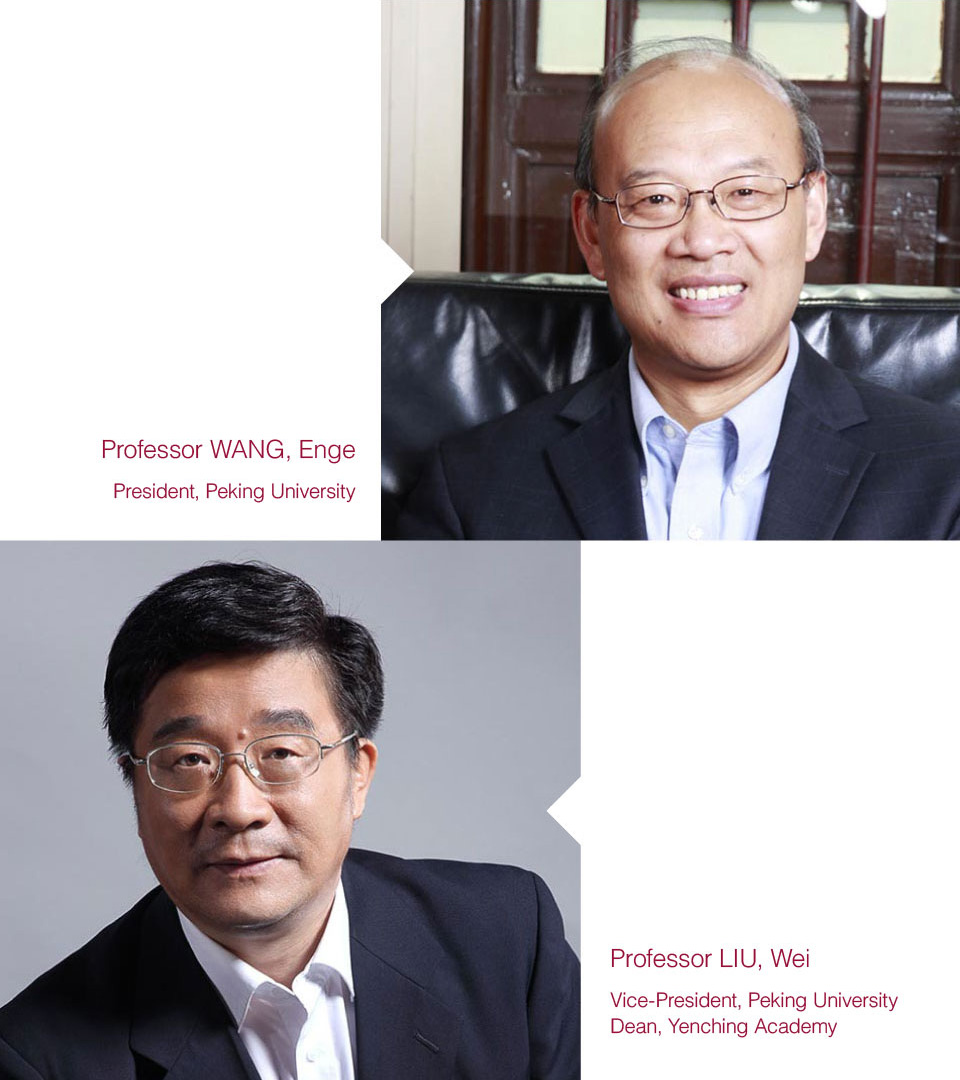 Professor WANG, Enge
President, Peking University
Professor LIU, Wei
Vice-President, Peking University
Dean, Yenching Academy